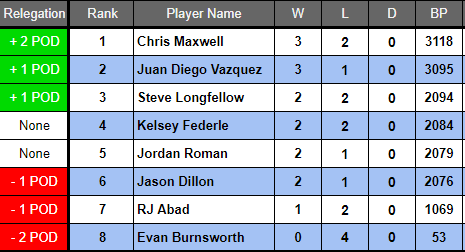 Relegation Rank Player Name W L D BP
+ 2 POD 1 Chris Maxwell 3 2 0 3118
+ 1 POD 2 Juan Diego Vazquez 3 1 0 3095
+ 1 POD 3 Steve Longfellow 2 2 0 2094
None 4 Kelsey Federle 2 2 0 2084
None 5 Jordan Roman 2 1 0 2079
- 1 POD 6 Jason Dillon 2 1 0 2076
- 1 POD 7 RJ Abad 1 2 0 1069
- 2 POD 8 Evan Burnsworth 0 4 0 53